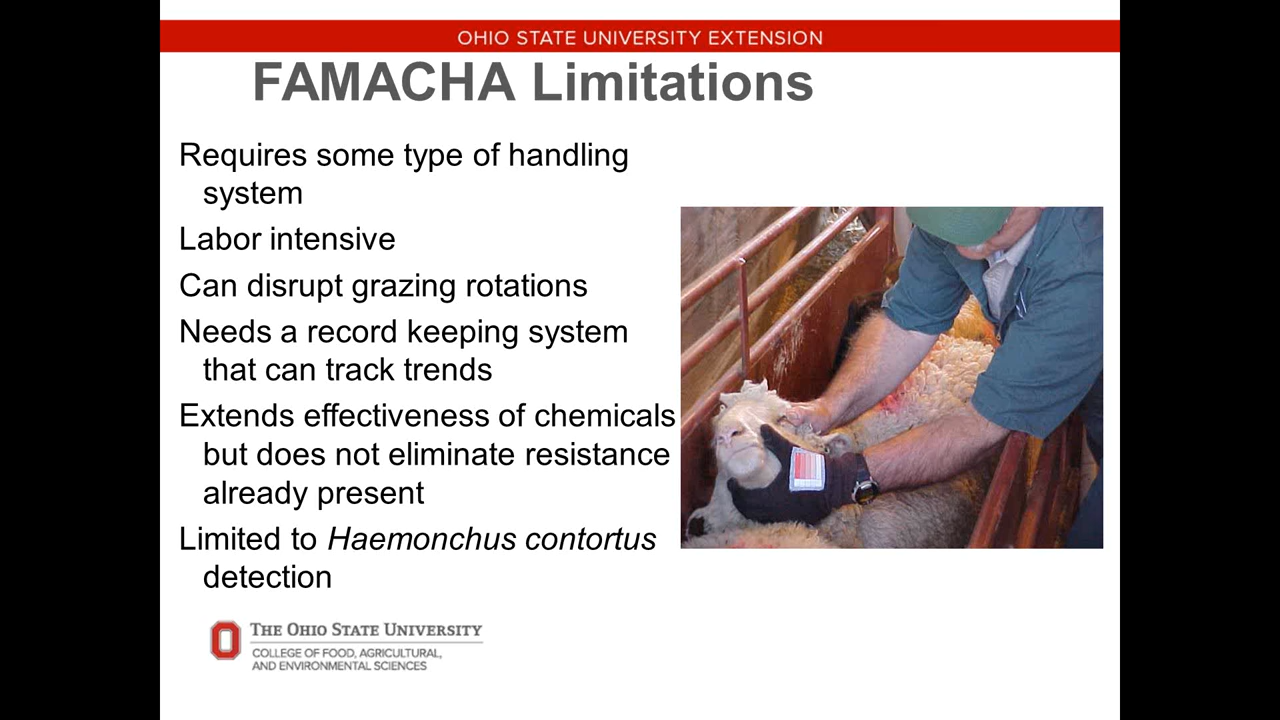 OHIO STATE UNIVERSITY EXTENSION
FAMACHA Limitations
Requires some type of handling
system
Labor intensive
Can disrupt grazing rotations
Needs a record keeping system
that can track trends
Extends effectiveness of chemicals
but does not eliminate resistance
already present
Limited to Haemonchus contortus
detection
THE OHIO STATE UNIVERSITY
COLLEGE OF FOOD, AGRICULTURAL,
AND ENVIRONMENTAL SCIENCES